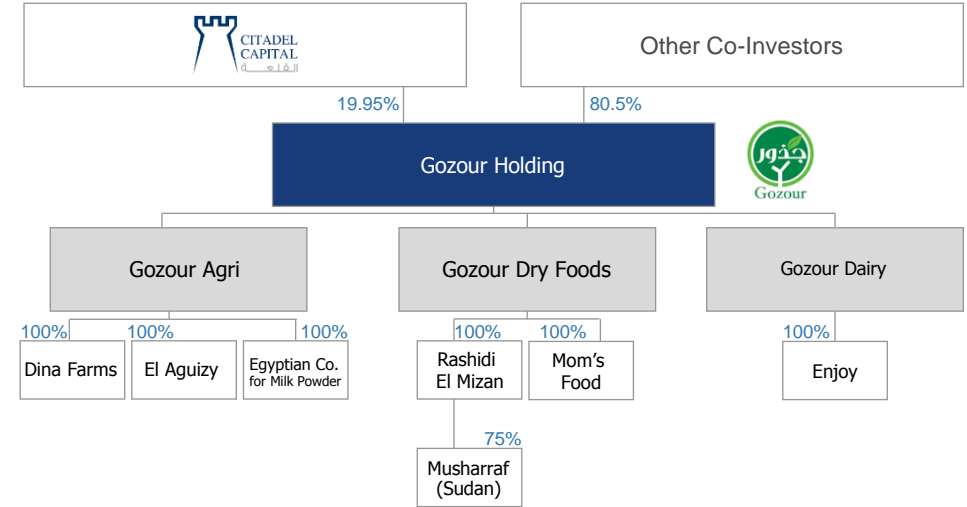 CITADEL
CAPITAL
القلعة
Other Co-Investors
19.95%
80.5%
Gozour Holding
جذور
Gozour
Gozour Agri
Gozour Dry Foods
Gozour Dairy
100%
100%
100%
100%
100%
100%
Dina Farms
El Aguizy
Egyptian Co.
for Milk Powder
Rashidi
El Mizan
Mom’s
Food
Enjoy
75%
Musharraf
(Sudan)